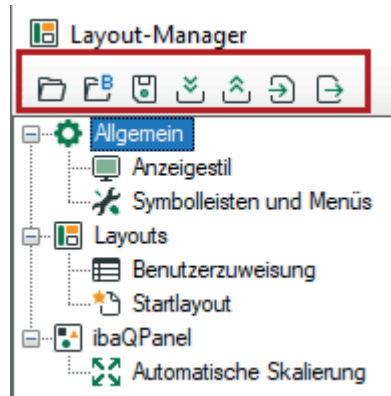 Layout-Manager
B
Allgemein
Anzeigestil
Symbolleisten und Menüs
Layouts
Benutzerzuweisung
Startlayout
ibaQPanel
Automatische Skalierung